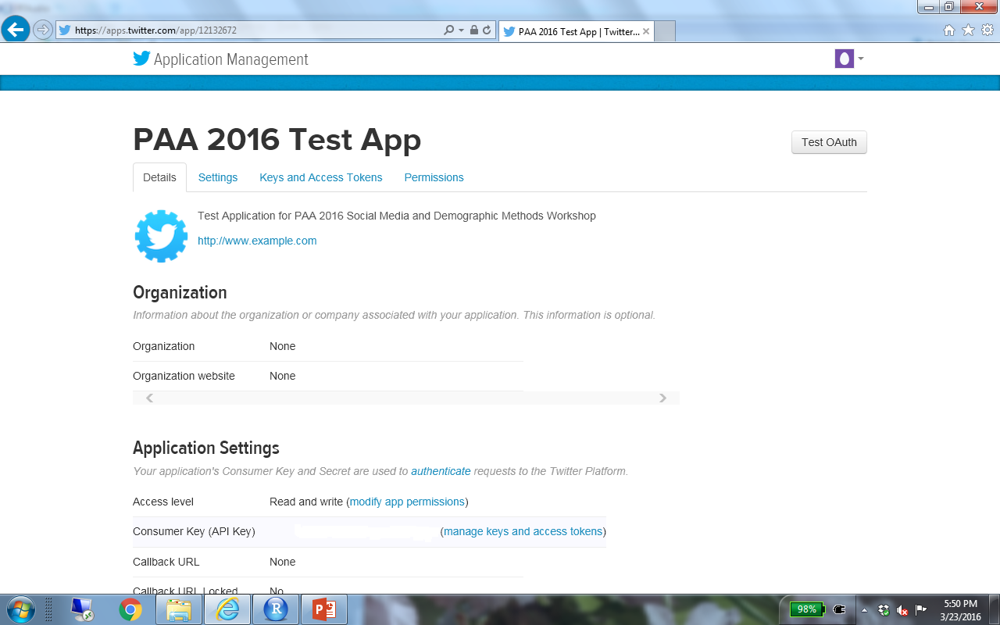 https://apps.twitter.com/app/12132672
PAA 2016 Test App | Twitter...
Application Management
PAA 2016 Test App
Test OAuth
Details Settings Keys and Access Tokens Permissions
Test Application for PAA 2016 Social Media and Demographic Methods Workshop
http://www.example.com
Organization
Information about the organization or company associated with your application. This information is optional.
Organization None
Organization website None
Application Settings
Your application's Consumer Key and Secret are used to authenticate requests to the Twitter Platform.
Access level Read and write (modify app permissions)
Consumer Key (API Key) (manage keys and access tokens)
Callback URL None
Callback URL Locked No
98%
5:50 PM
3/23/2016